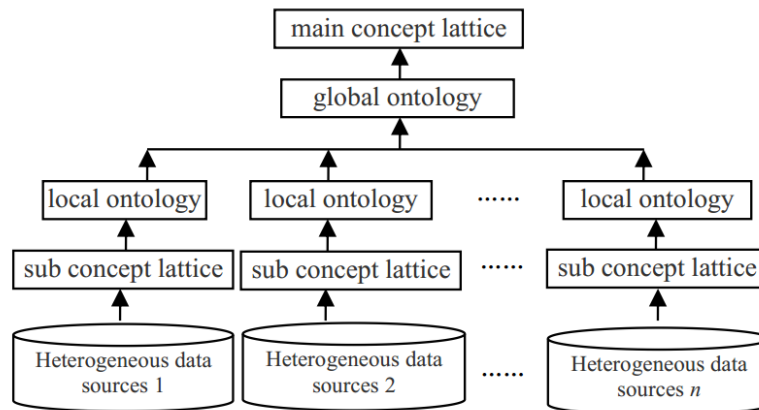 main concept lattice
global ontology
local ontology local ontology …… local ontology
sub concept lattice sub concept lattice …… sub concept lattice
Heterogeneous data Heterogeneous data Heterogeneous data
sources 1 sources 2 …… sources n